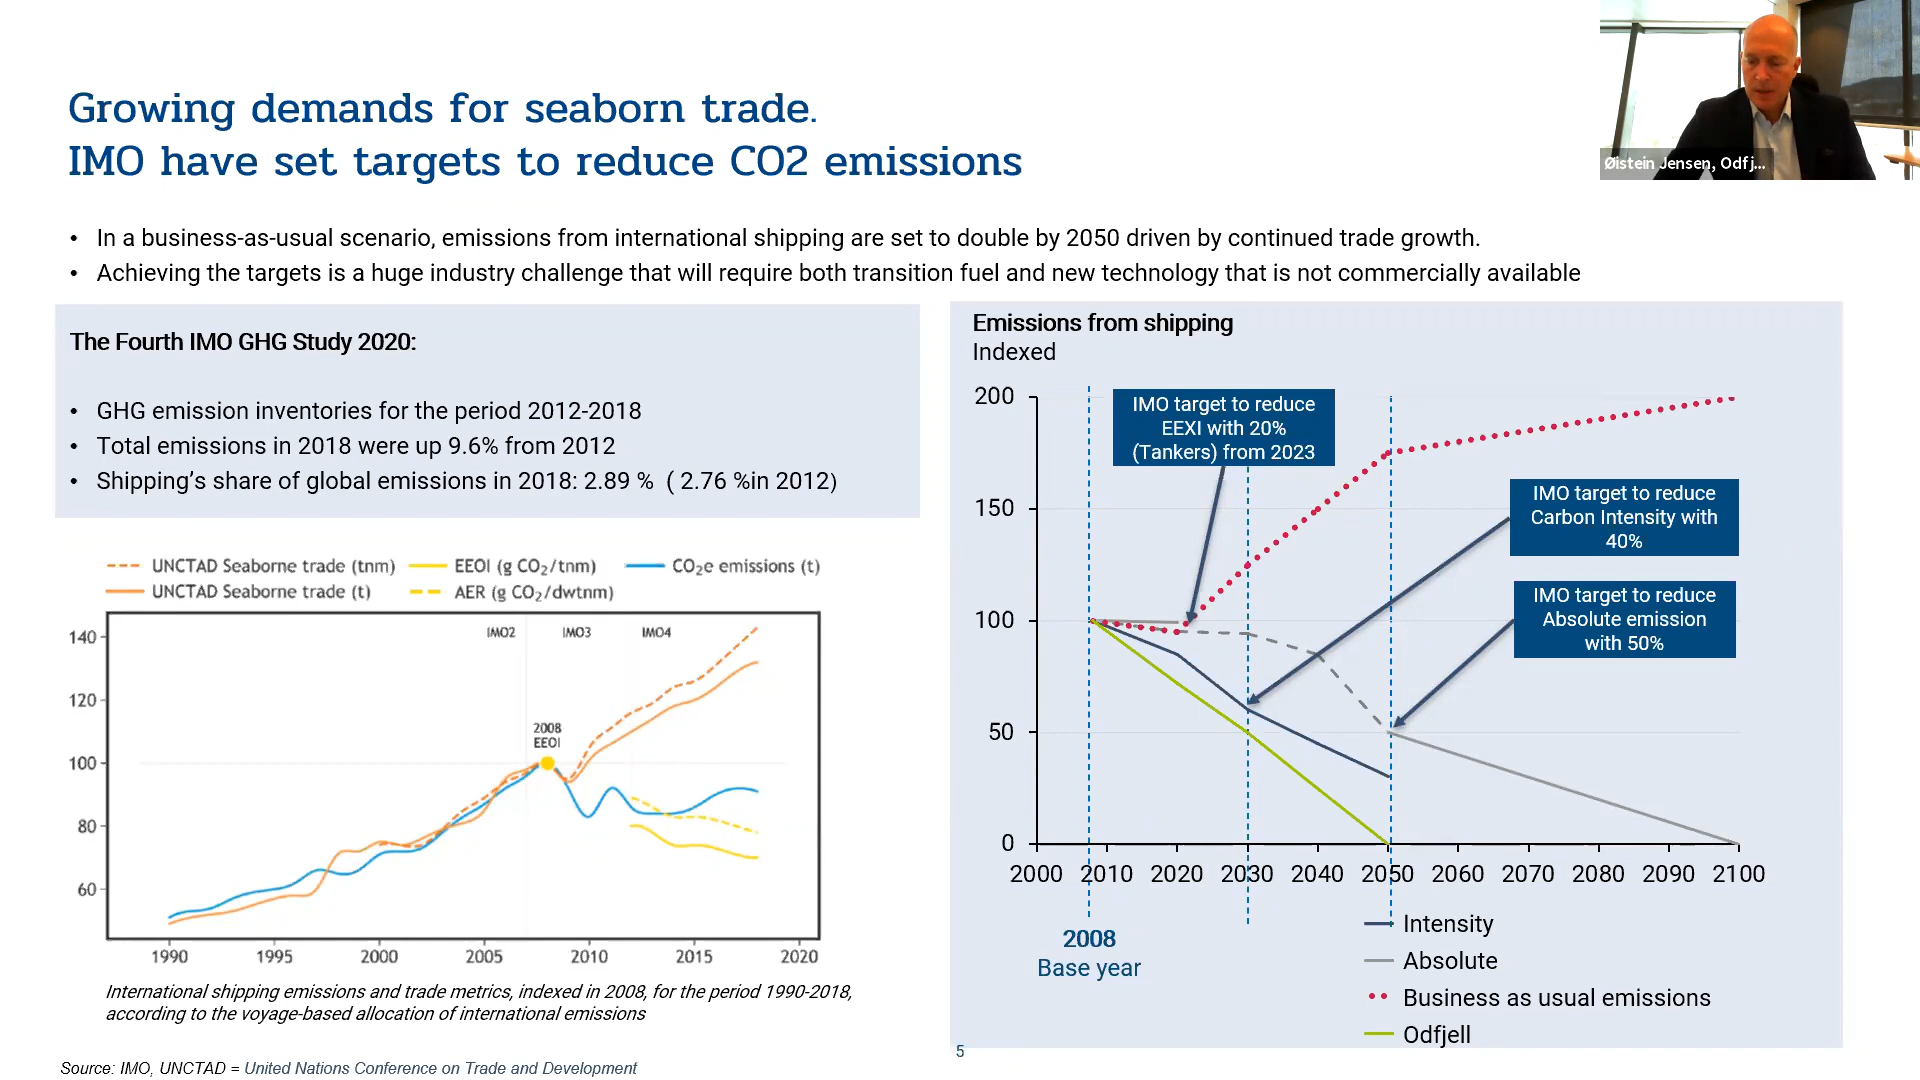 Growing demands for seaborn trade.
IMO have set targets to reduce CO2 emissions
Øistein Jensen, Odfj...
• In a business-as-usual scenario, emissions from international shipping are set to double by 2050 driven by continued trade growth.
• Achieving the targets is a huge industry challenge that will require both transition fuel and new technology that is not commercially available
The Fourth IMO GHG Study 2020:
• GHG emission inventories for the period 2012-2018
• Total emissions in 2018 were up 9.6% from 2012
• Shipping's share of global emissions in 2018: 2.89 % ( 2.76 %in 2012)
UNCTAD Seaborne trade (tnm)
EEOI (g CO₂/tnm)
CO₂e emissions (t)
UNCTAD Seaborne trade (t)
AER (g CO₂/dwtnm)
IMO2
IMO3
IMO4
2008
EEOI
140
120
100
80
60
1990 1995 2000 2005 2010 2015 2020
International shipping emissions and trade metrics, indexed in 2008, for the period 1990-2018,
according to the voyage-based allocation of international emissions
Source: IMO, UNCTAD = United Nations Conference on Trade and Development
Emissions from shipping
Indexed
200
150
100
50
0
IMO target to reduce
EEXI with 20%
(Tankers) from 2023
IMO target to reduce
Carbon Intensity with
40%
IMO target to reduce
Absolute emission
with 50%
2000 2010 2020 2030 2040 2050 2060 2070 2080 2090 2100
2008
Base year
Intensity
Absolute
Business as usual emissions
Odfjell
5